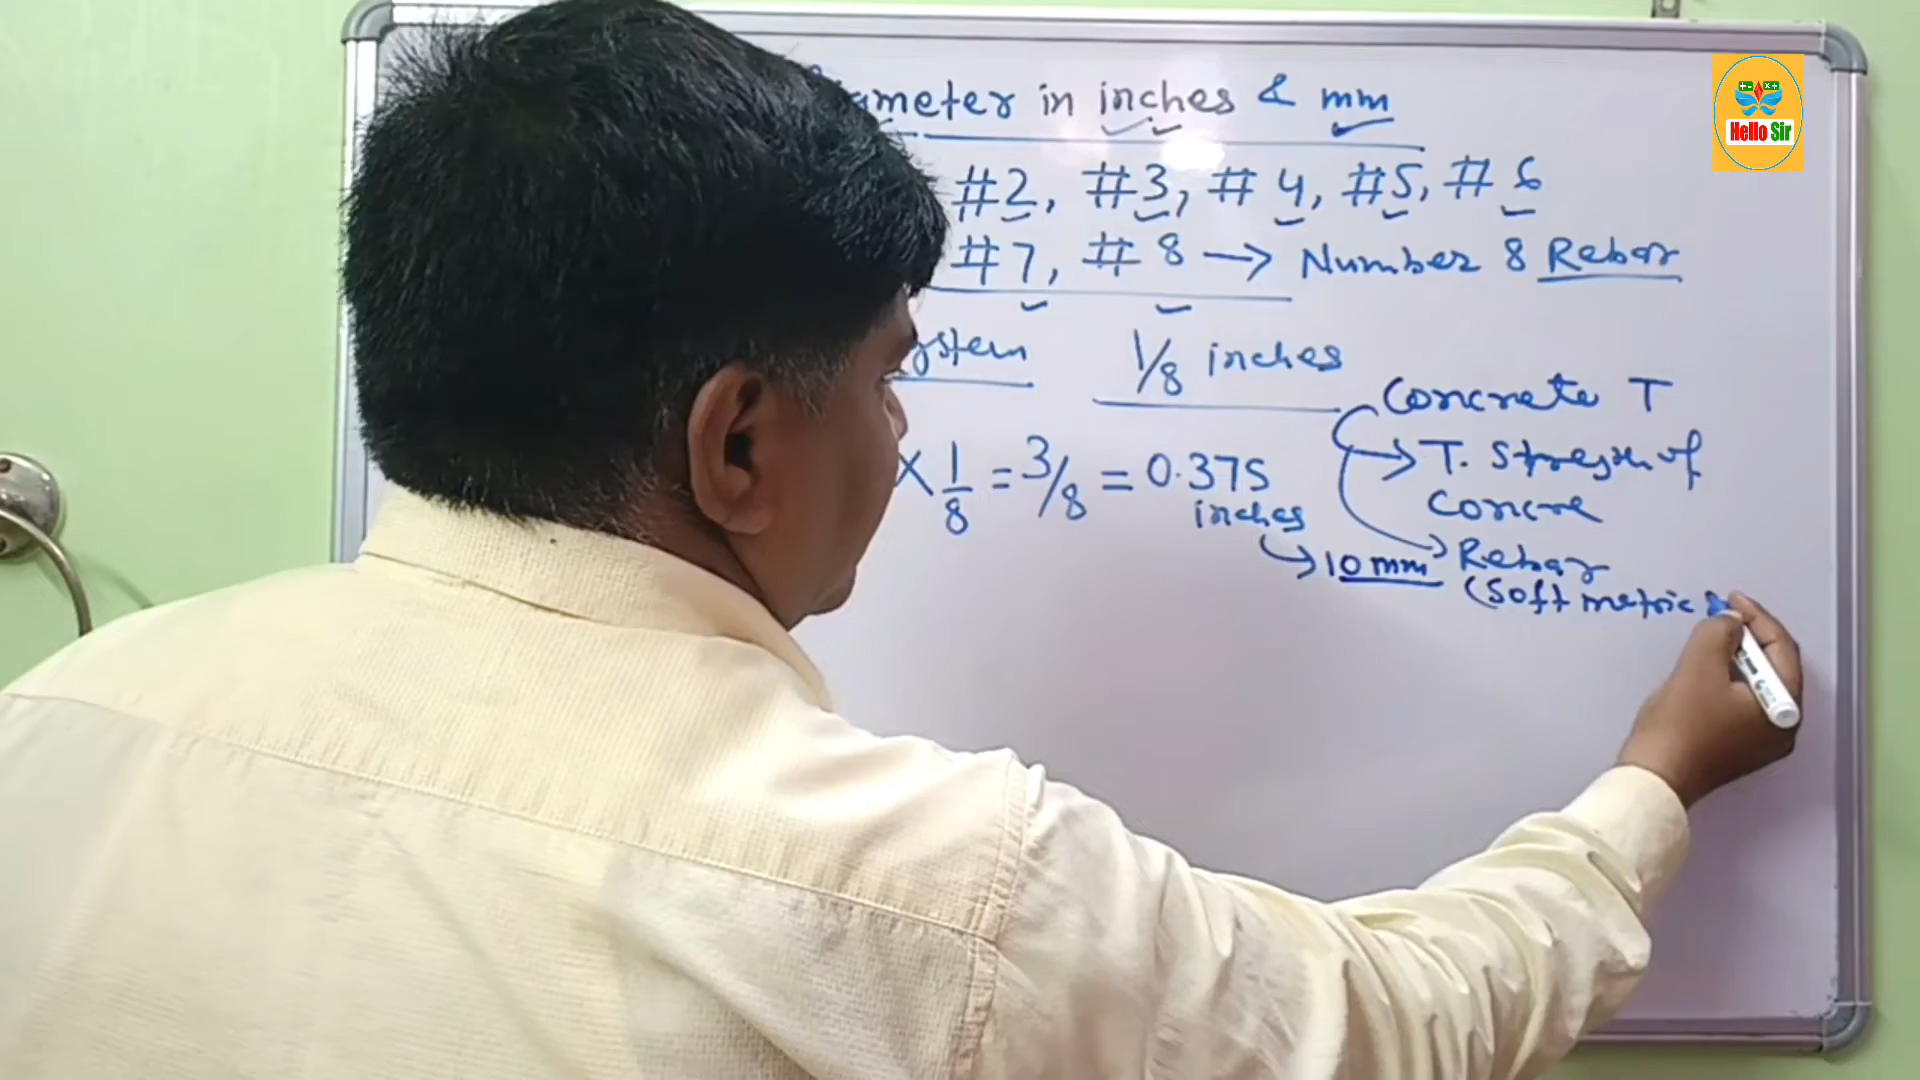 ameter in inches & mm
#2, #3, #4, #5, #6
#7, #8 → Number 8 Rebar
ystem 1/8 inches
Concrete T
→ T. Strength of
Concre
× 1/8 = 3/8 = 0.375
inches
→ 10 mm
→ Rebar
(Soft metric
Hello Sir